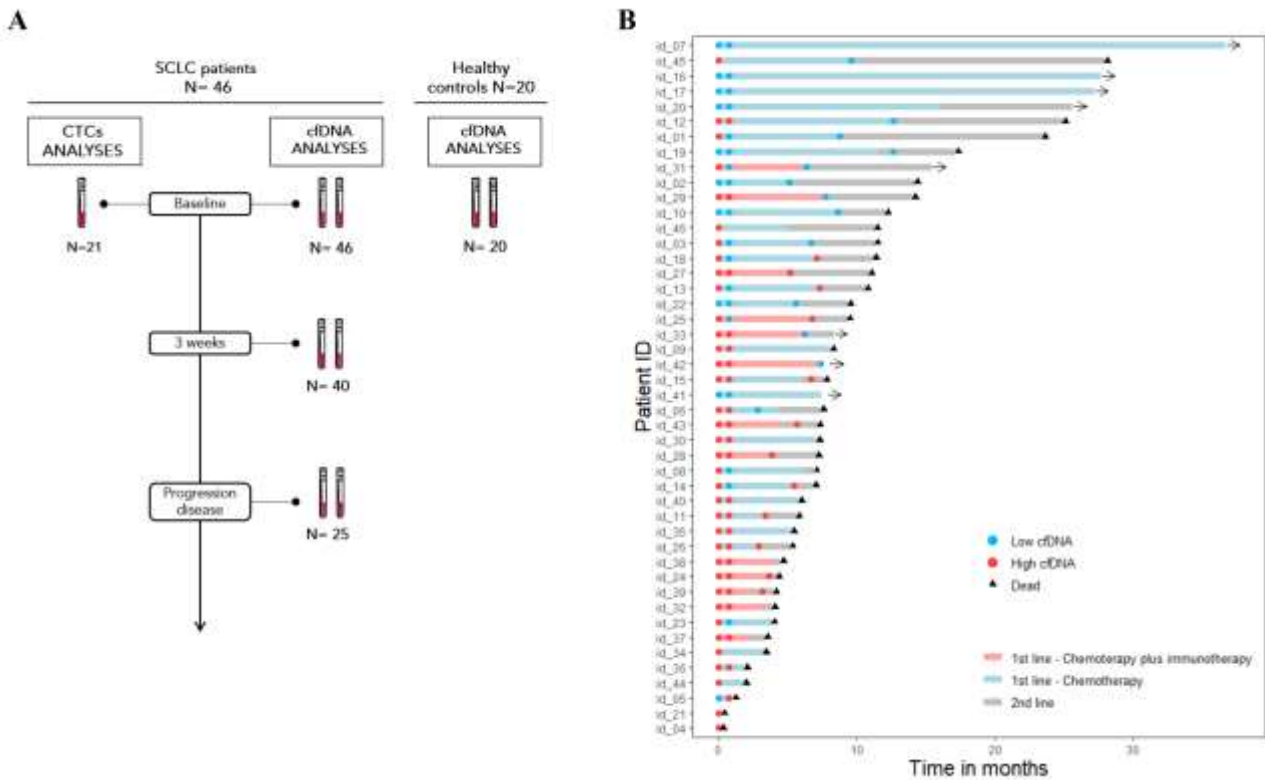 A
SCLC patients
N= 46
Healthy
controls N=20
CTCs
ANALYSES
cfDNA
ANALYSES
cfDNA
ANALYSES
Baseline
N=21
N= 46
N= 20
3 weeks
N= 40
Progression
disease
N= 25
B
Patient ID
id_07
id_45
id_16
id_17
id_20
id_12
id_01
id_19
id_31
id_02
id_29
id_10
id_03
id_18
id_27
id_13
id_22
id_25
id_33
id_09
id_42
id_15
id_41
id_43
id_30
id_28
id_08
id_14
id_40
id_11
id_35
id_26
id_38
id_24
id_39
id_32
id_23
id_37
id_34
id_36
id_44
id_21
id_04
Low cfDNA
High cfDNA
Dead
1st line - Chemoterapy plus immunotherapy
1st line - Chemotherapy
2nd line
0
10
20
30
Time in months